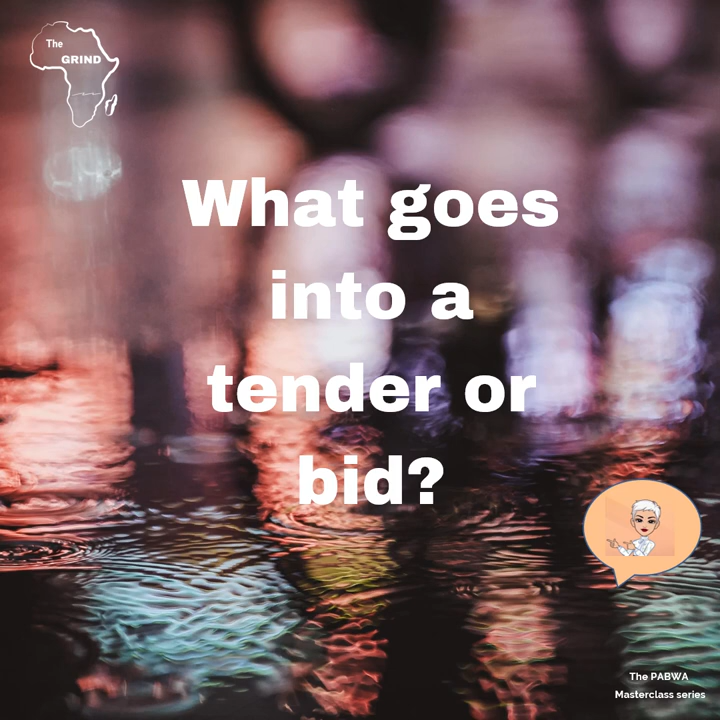 The
GRIND
What goes
into a
tender or
bid?
The PABWA
Masterclass series